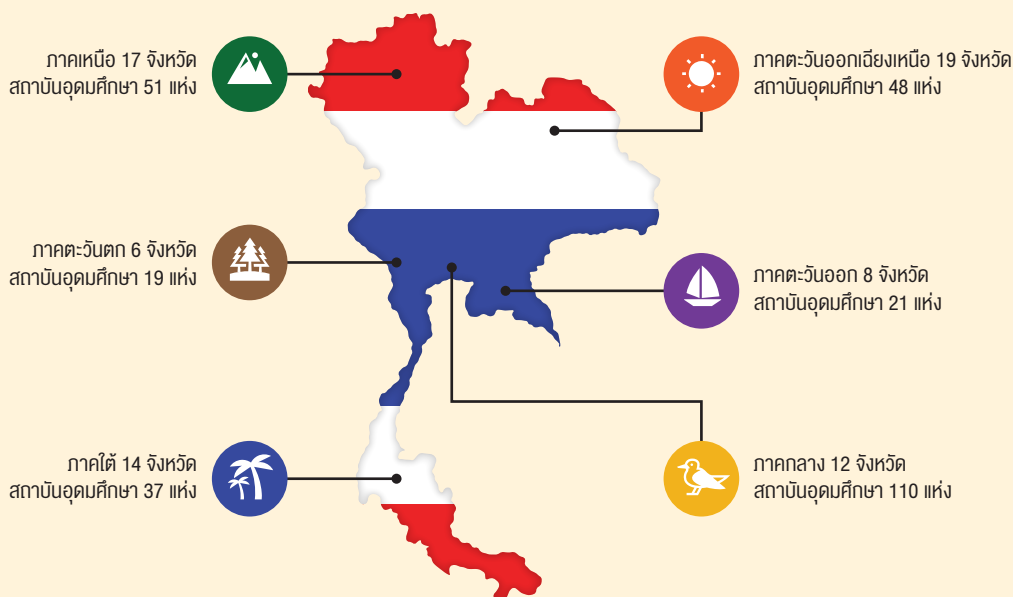 ภาคเหนือ 17 จังหวัด
สถาบันอุดมศึกษา 51 แห่ง
ภาคตะวันออกเฉียงเหนือ 19 จังหวัด
สถาบันอุดมศึกษา 48 แห่ง
ภาคตะวันตก 6 จังหวัด
สถาบันอุดมศึกษา 19 แห่ง
ภาคตะวันออก 8 จังหวัด
สถาบันอุดมศึกษา 21 แห่ง
ภาคใต้ 14 จังหวัด
สถาบันอุดมศึกษา 37 แห่ง
ภาคกลาง 12 จังหวัด
สถาบันอุดมศึกษา 110 แห่ง